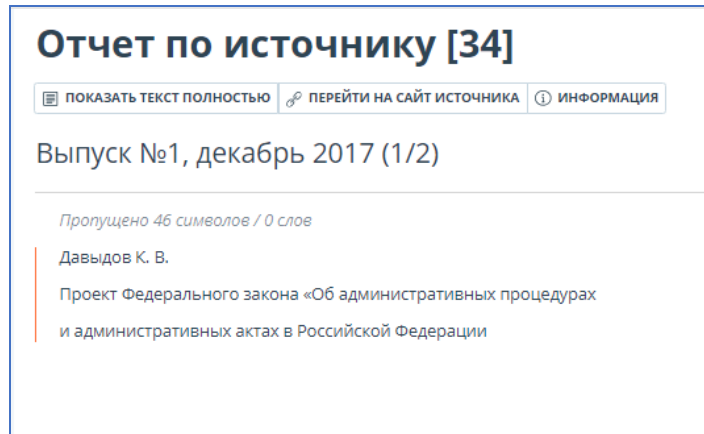 Отчет по источнику [34]
ПОКАЗАТЬ ТЕКСТ ПОЛНОСТЬЮ ПЕРЕЙТИ НА САЙТ ИСТОЧНИКА ИНФОРМАЦИЯ
Выпуск №1, декабрь 2017 (1/2)
Пропущено 46 символов / 0 слов
Давыдов К. В.
Проект Федерального закона «Об административных процедурах
и административных актах в Российской Федерации